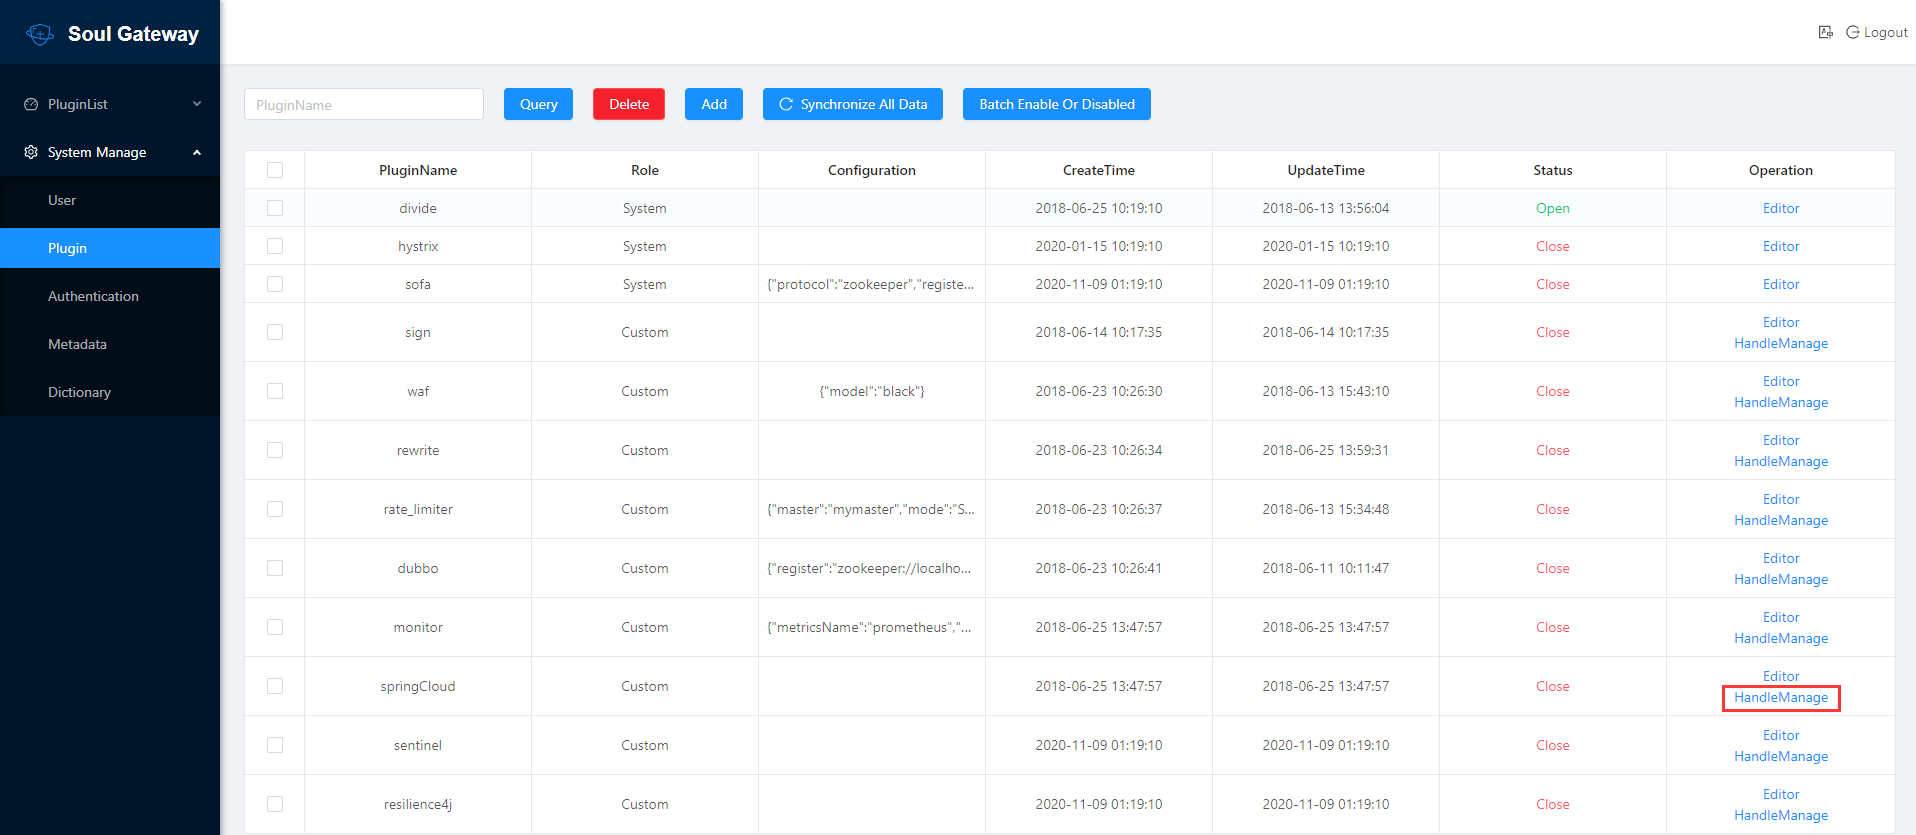 Soul Gateway
Logout
PluginList
System Manage
User
Plugin
Authentication
Metadata
Dictionary
PluginName Query Delete Add Synchronize All Data Batch Enable Or Disabled
PluginName Role Configuration CreateTime UpdateTime Status Operation
divide System 2018-06-25 10:19:10 2018-06-13 13:56:04 Open Editor
hystrix System 2020-01-15 10:19:10 2020-01-15 10:19:10 Close Editor
sofa System {"protocol":"zookeeper","registe... 2020-11-09 01:19:10 2020-11-09 01:19:10 Close Editor
sign Custom 2018-06-14 10:17:35 2018-06-14 10:17:35 Close Editor
HandleManage
waf Custom {"model":"black"} 2018-06-23 10:26:30 2018-06-13 15:43:10 Close Editor
HandleManage
rewrite Custom 2018-06-23 10:26:34 2018-06-25 13:59:31 Close Editor
HandleManage
rate_limiter Custom {"master":"mymaster","mode":"S... 2018-06-23 10:26:37 2018-06-13 15:34:48 Close Editor
HandleManage
dubbo Custom {"register":"zookeeper://localho... 2018-06-23 10:26:41 2018-06-11 10:11:47 Close Editor
HandleManage
monitor Custom {"metricsName":"prometheus","... 2018-06-25 13:47:57 2018-06-25 13:47:57 Close Editor
HandleManage
springCloud Custom 2018-06-25 13:47:57 2018-06-25 13:47:57 Close Editor
HandleManage
sentinel Custom 2020-11-09 01:19:10 2020-11-09 01:19:10 Close Editor
HandleManage
resilience4j Custom 2020-11-09 01:19:10 2020-11-09 01:19:10 Close Editor
HandleManage